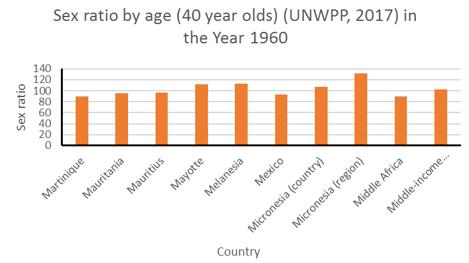 Sex ratio by age (40 year olds) (UNWPP, 2017) in
the Year 1960
Sex ratio
140
120
100
80
60
40
20
0
Martinique
Mauritania
Mauritius
Mayotte
Melanesia
Mexico
Micronesia (country)
Micronesia (region)
Middle Africa
Middle-income...
Country